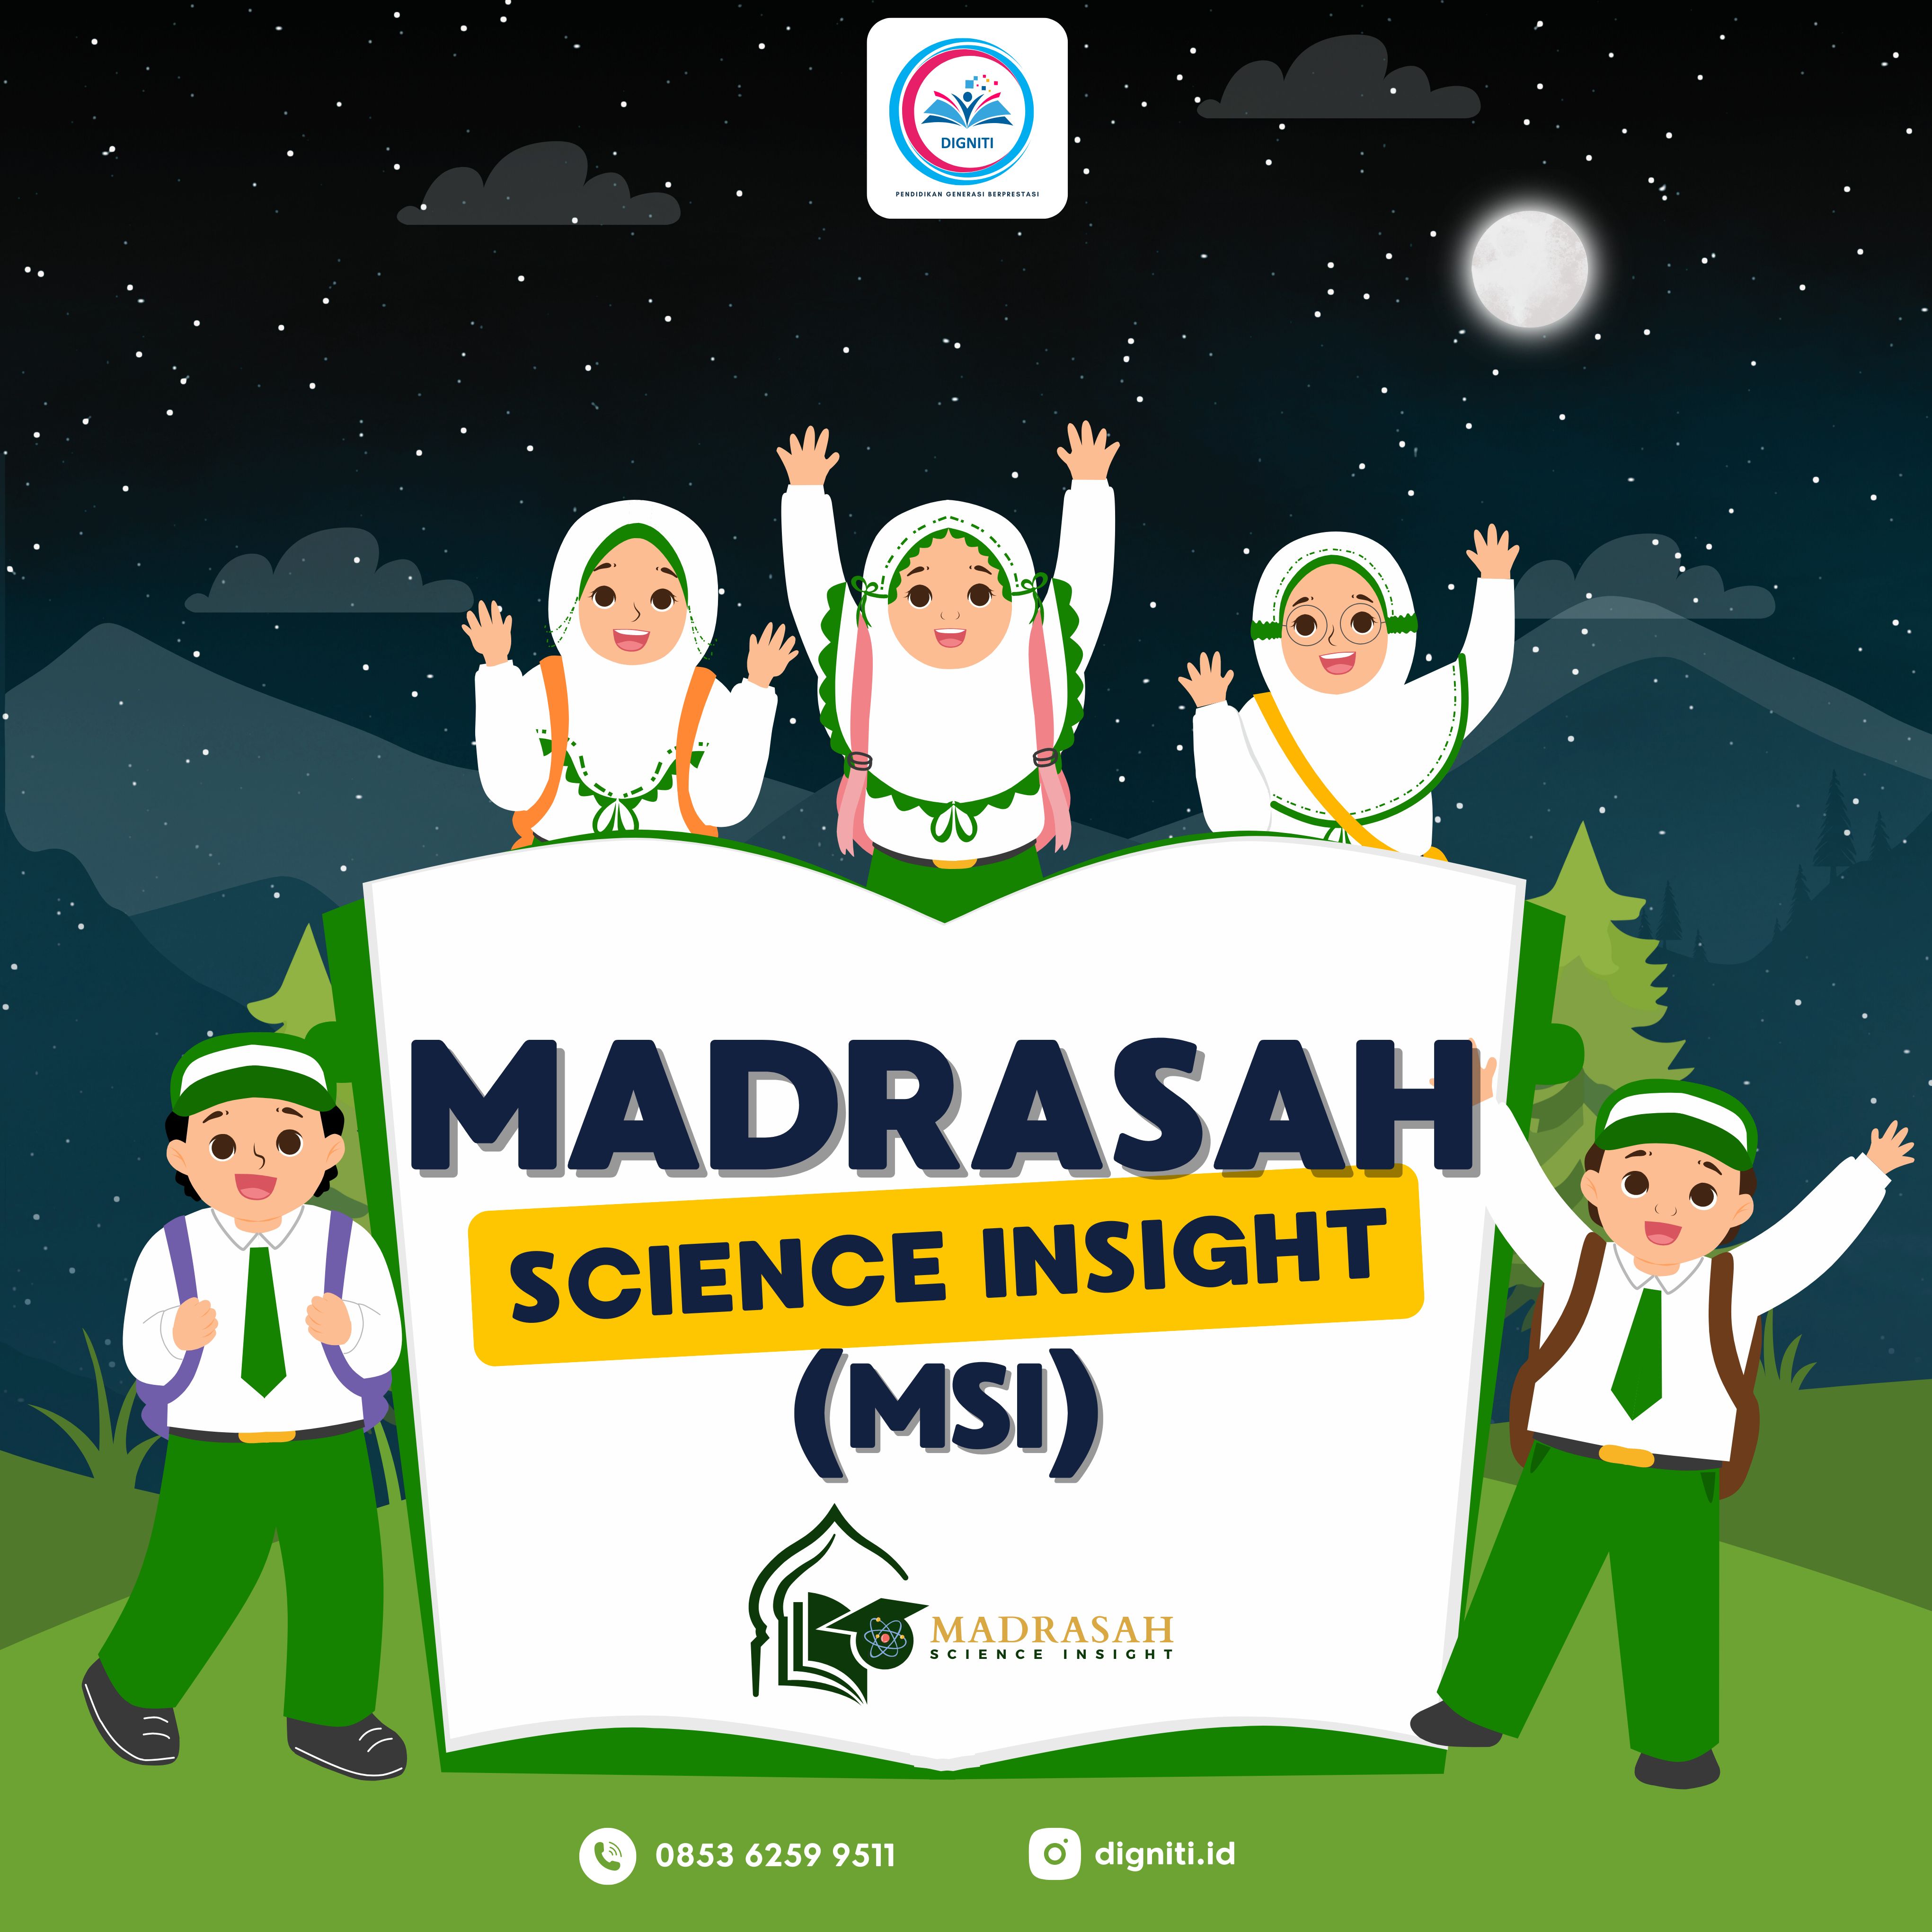 DIGNITI
PENDIDIKAN GENERASI BERPRESTASI
MADRASAH
SCIENCE INSIGHT
(MSI)
MADRASAH
SCIENCE INSIGHT
0853 6259 9511
digniti.id